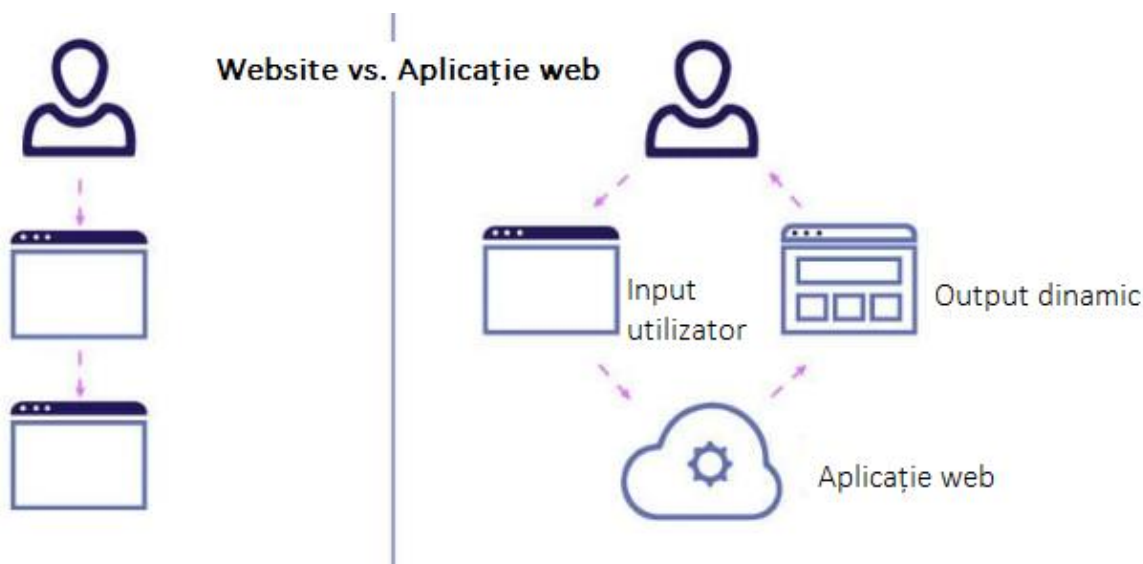 Website vs. Aplicație web
Input
utilizator
Output dinamic
Aplicație web